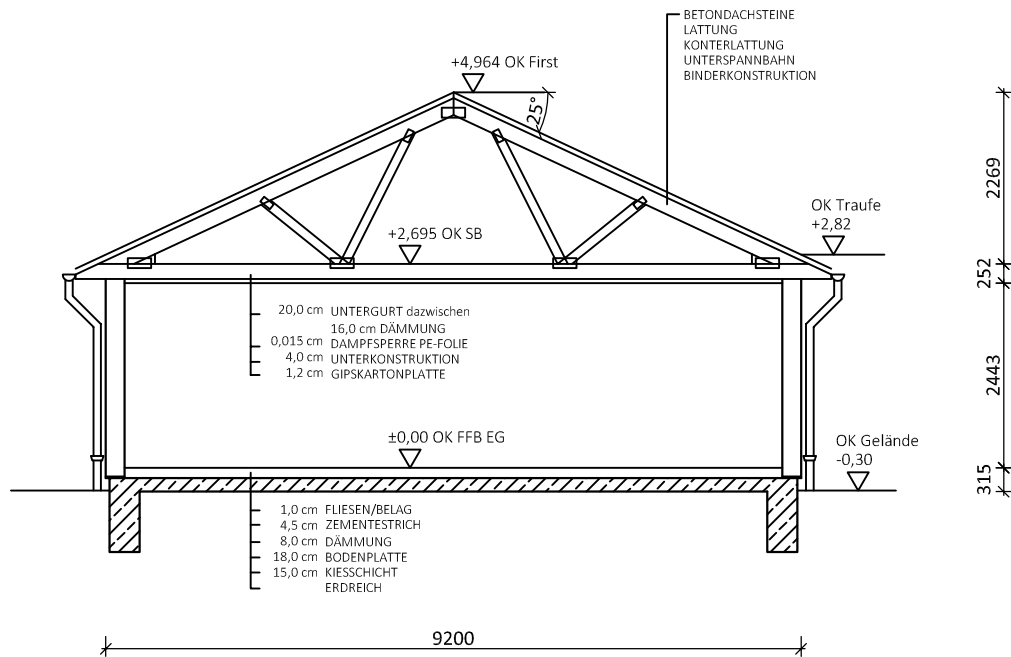 BETONDACHSTEINE
LATTUNG
KONTERLATTUNG
UNTERSPANNBAHN
BINDERKONSTRUKTION
+4,964 OK First
25°
2269
OK Traufe
+2,82
+2,695 OK SB
252
20,0 cm UNTERGURT dazwischen
16,0 cm DÄMMUNG
0,015 cm DAMPFSPERRE PE-FOLIE
4,0 cm UNTERKONSTRUKTION
1,2 cm GIPSKARTONPLATTE
2443
±0,00 OK FFB EG
OK Gelände
-0,30
315
1,0 cm FLIESEN/BELAG
4,5 cm ZEMENTESTRICH
8,0 cm DÄMMUNG
18,0 cm BODENPLATTE
15,0 cm KIESSCHICHT
ERDREICH
9200